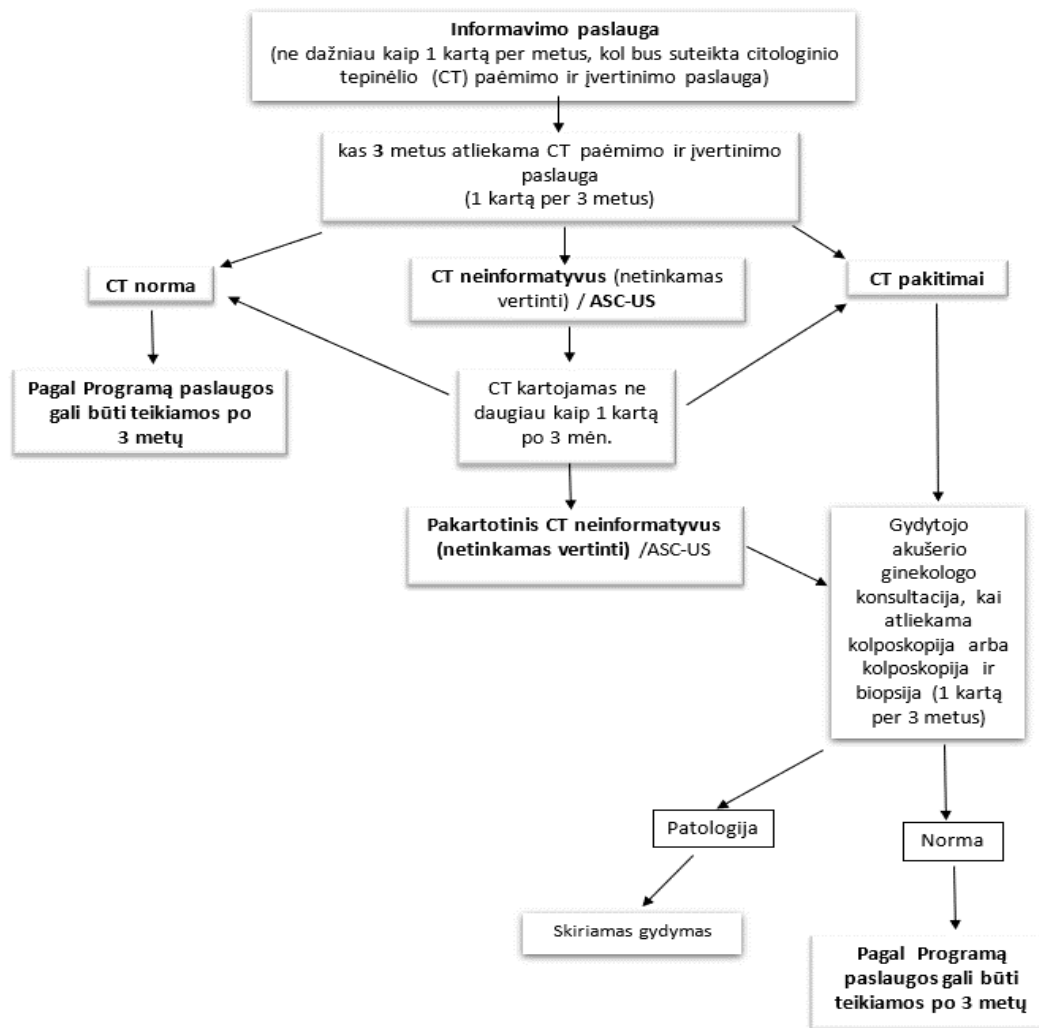 Informavimo paslauga
(ne dažniau kaip 1 kartą per metus, kol bus suteikta citologinio
tepinėlio (CT) paėmimo ir įvertinimo paslauga)
kas 3 metus atliekama CT paėmimo ir įvertinimo
paslauga
(1 kartą per 3 metus)
CT norma
CT neinformatyvus (netinkamas
vertinti) / ASC-US
CT pakitimai
Pagal Programą paslaugos
gali būti teikiamos po
3 metų
CT kartojamas ne
daugiau kaip 1 kartą
po 3 mėn.
Pakartotinis CT neinformatyvus
(netinkamas vertinti) /ASC-US
Gydytojo
akušerio
ginekologo
konsultacija, kai
atliekama
kolposkopija arba
kolposkopija ir
biopsija (1 kartą
per 3 metus)
Patologija
Norma
Skiriamas gydymas
Pagal Programą
paslaugos gali būti
teikiamos po 3 metų